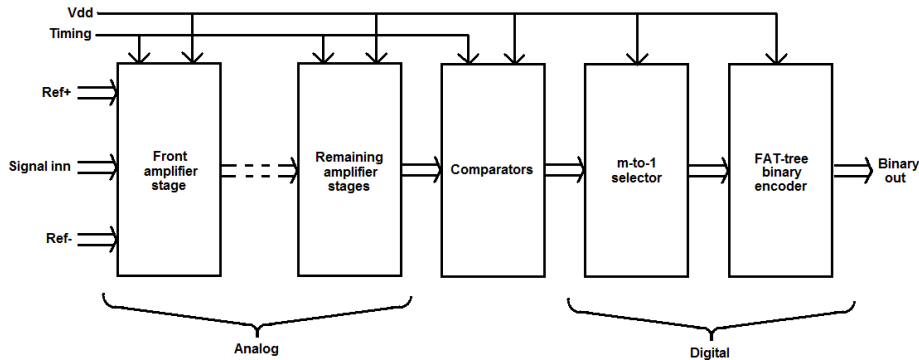 Vdd
Timing
Ref+
Signal inn
Ref-
Front
amplifier
stage
Remaining
amplifier
stages
Comparators
m-to-1
selector
FAT-tree
binary
encoder
Binary
out
Analog
Digital